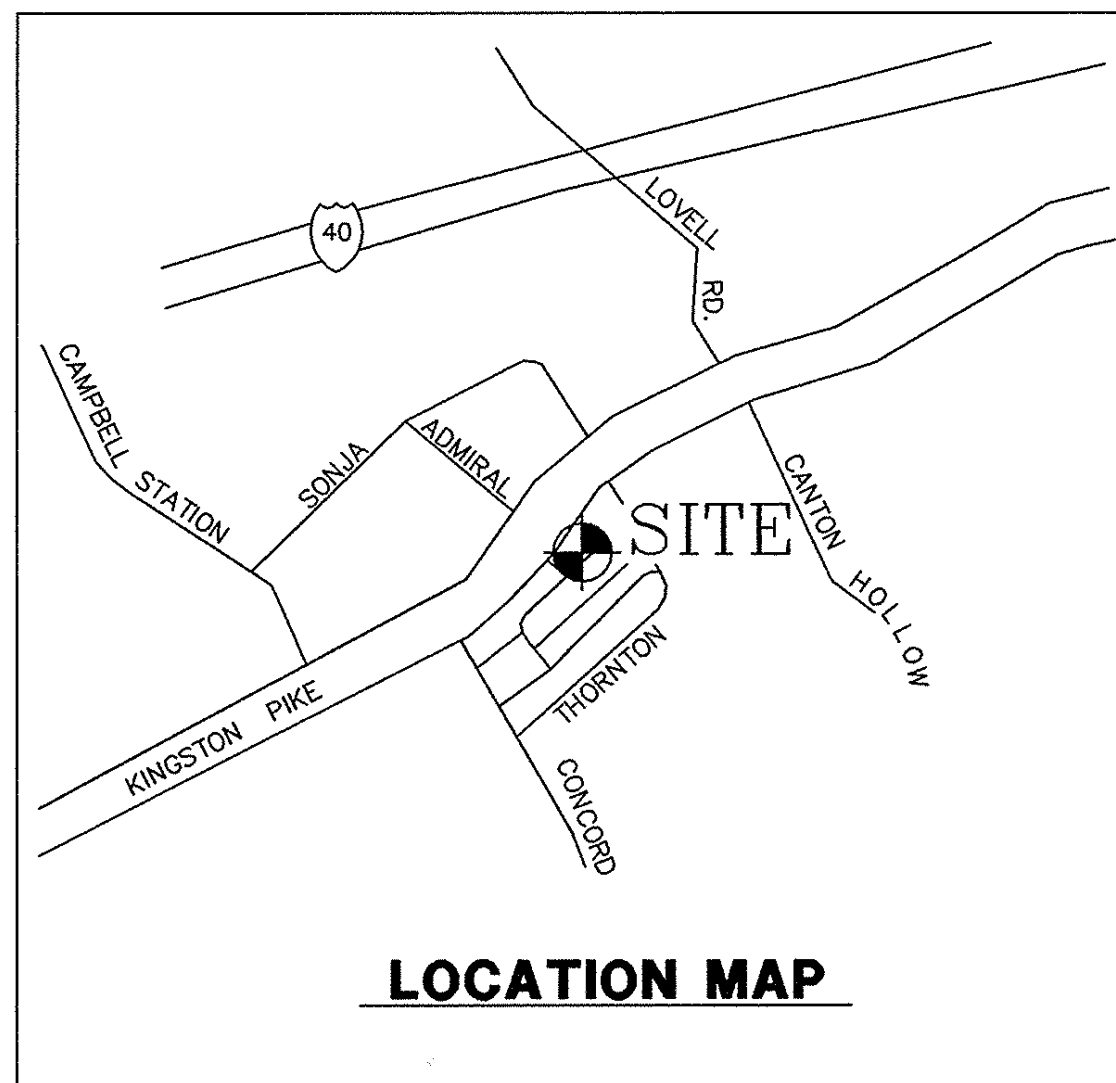 40
LOVELL
RD.
CAMPBELL STATION
SONJA
ADMIRAL
SITE
CANTON HOLLOW
THORNTON
KINGSTON PIKE
CONCORD
LOCATION MAP